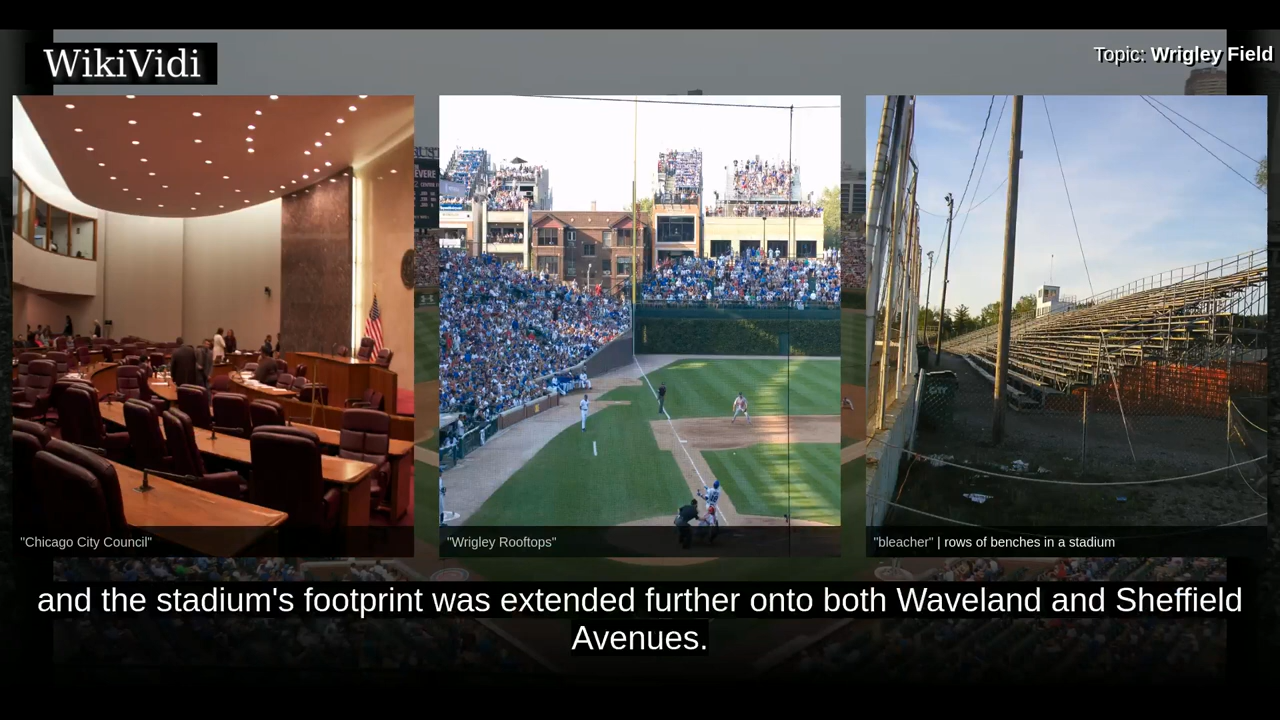 WikiVidi
Topic: Wrigley Field
"Chicago City Council"
"Wrigley Rooftops"
"bleacher" | rows of benches in a stadium
and the stadium's footprint was extended further onto both Waveland and Sheffield
Avenues.